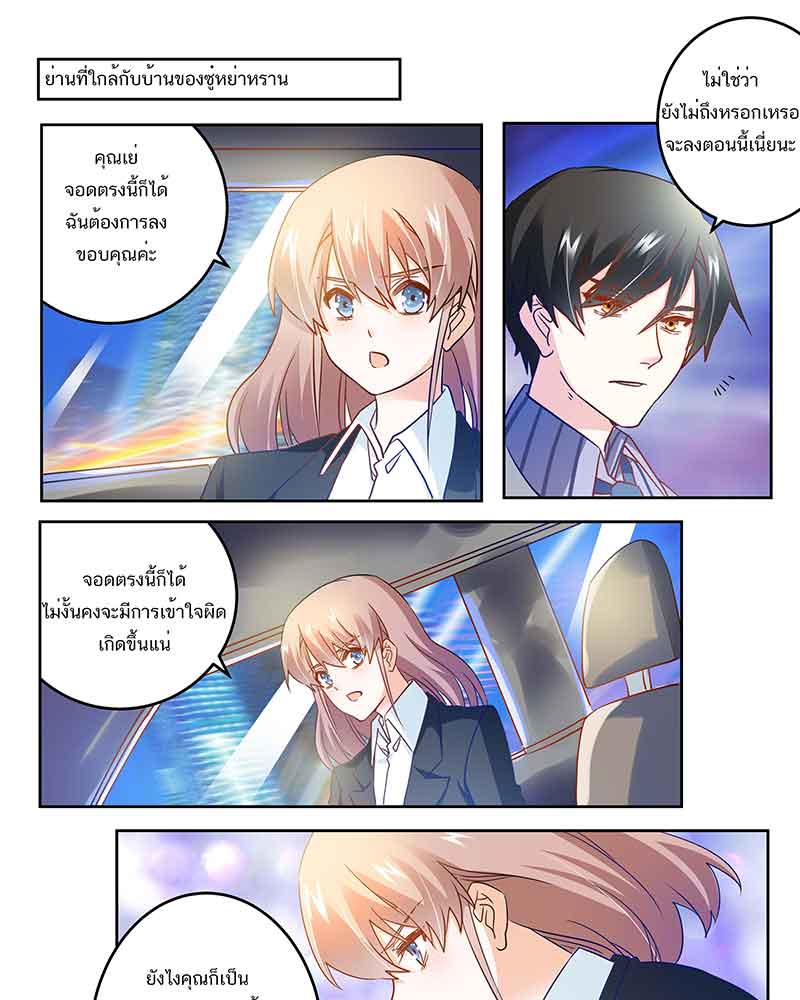 ย่านที่ใกล้กับบ้านของซู่หย่าหราน
คุณเย่
จอดตรงนี้ก็ได้
ฉันต้องการลง
ขอบคุณค่ะ
ไม่ใช่ว่า
ยังไม่ถึงหรอกเหรอ
จะลงตอนนี้เนี่ยนะ
จอดตรงนี้ก็ได้
ไม่งั้นคงจะมีการเข้าใจผิด
เกิดขึ้นแน่
ยังไงคุณก็เป็น